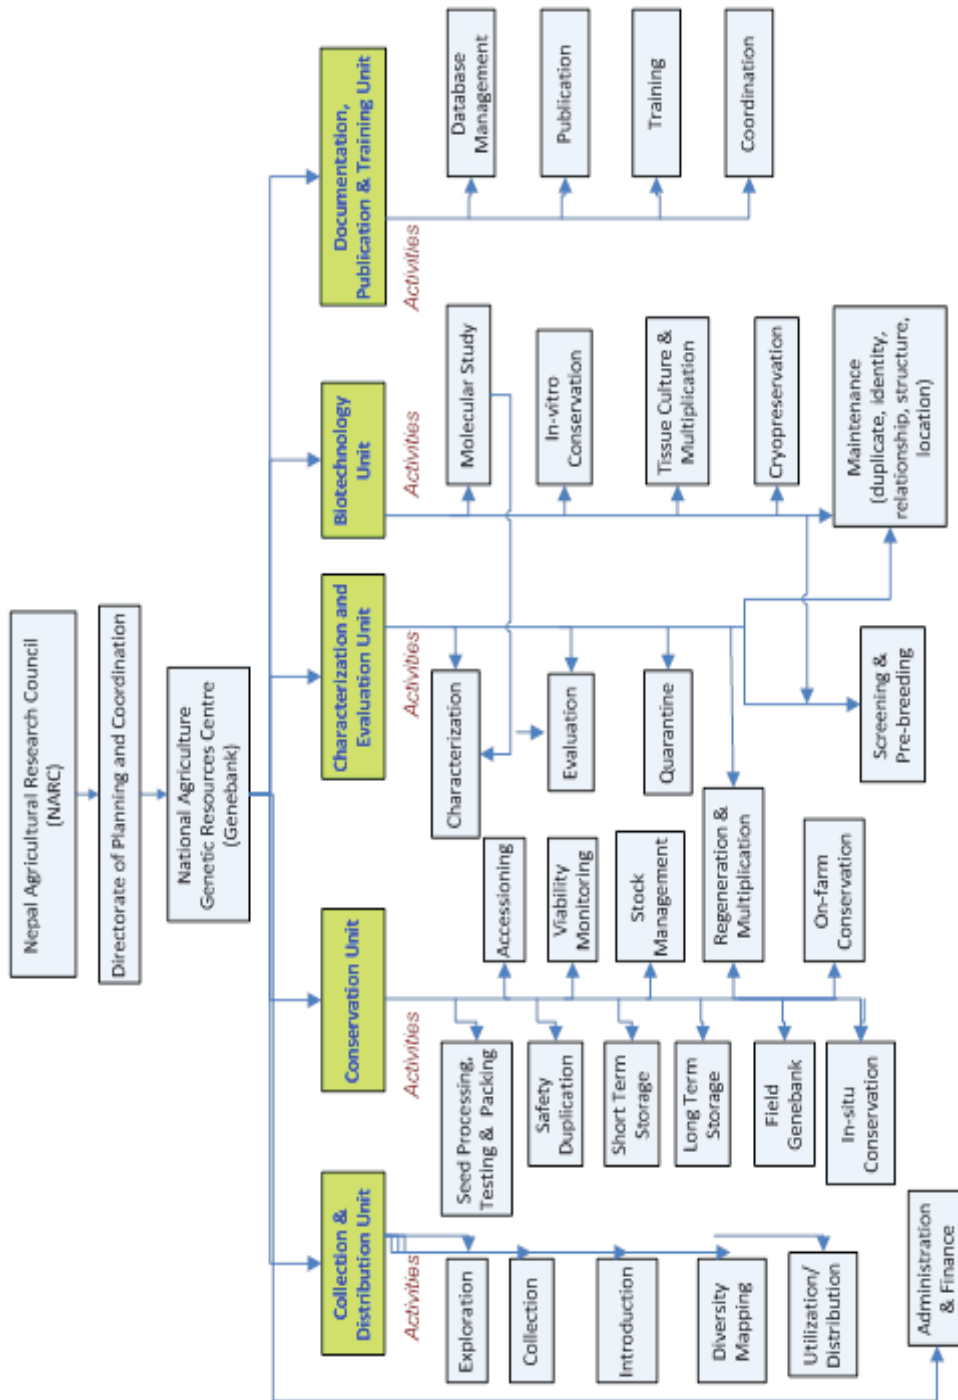 Nepal Agricultural Research Council
(NARC)
Directorate of Planning and Coordination
National Agriculture
Genetic Resources Centre
(Genebank)
Collection &
Distribution Unit
Activities
Exploration
Collection
Introduction
Diversity
Mapping
Utilization/
Distribution
Administration
& Finance
Conservation Unit
Activities
Seed Processing,
Testing & Packing
Safety
Duplication
Short Term
Storage
Long Term
Storage
Field
Genebank
In-situ
Conservation
Accessioning
Viability
Monitoring
Stock
Management
Regeneration &
Multiplication
On-farm
Conservation
Characterization and
Evaluation Unit
Activities
Characterization
Evaluation
Quarantine
Screening &
Pre-breeding
Biotechnology
Unit
Activities
Molecular Study
In-vitro
Conservation
Tissue Culture &
Multiplication
Cryopreservation
Maintenance
(duplicate, identity,
relationship, structure,
location)
Documentation,
Publication & Training Unit
Activities
Database
Management
Publication
Training
Coordination